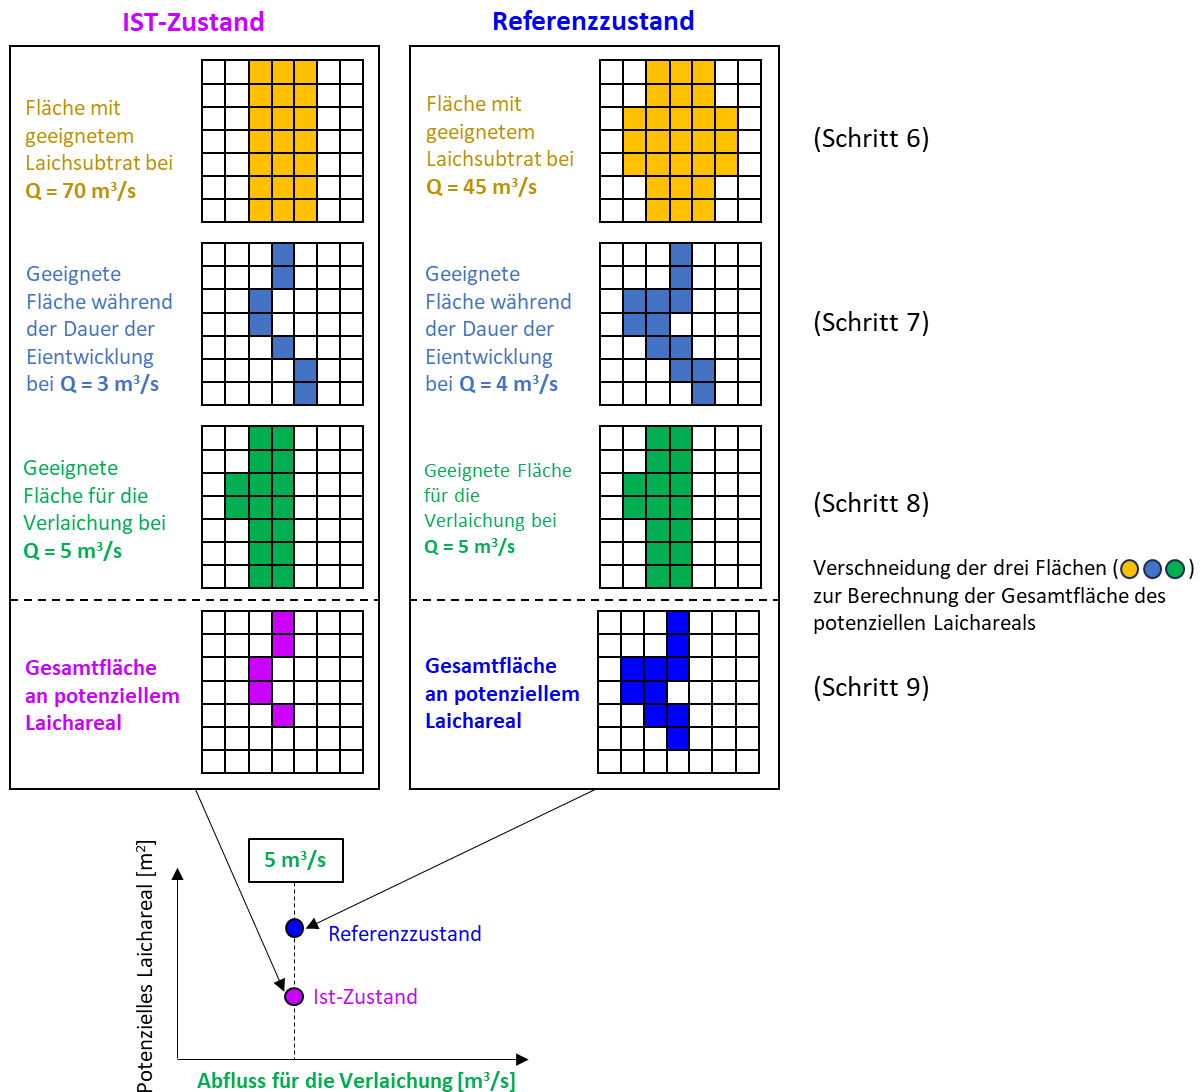 IST-Zustand
Fläche mit
geeignetem
Laichsubtrat bei
Q = 70 m³/s
Geeignete
Fläche während
der Dauer der
Eientwicklung
bei Q = 3 m³/s
Geeignete
Fläche für die
Verlaichung bei
Q = 5 m³/s
Gesamtfläche
an potenziellem
Laichareal
Referenzzustand
Fläche mit
geeignetem
Laichsubtrat bei
Q = 45 m³/s
Geeignete
Fläche während
der Dauer der
Eientwicklung
bei Q = 4 m³/s
Geeignete Fläche
für die
Verlaichung bei
Q = 5 m³/s
Gesamtfläche
an potenziellem
Laichareal
(Schritt 6)
(Schritt 7)
(Schritt 8)
Verschneidung der drei Flächen ( )
zur Berechnung der Gesamtfläche des
potenziellen Laichareals
(Schritt 9)
5 m³/s
Referenzzustand
Ist-Zustand
Potenzielles Laichareal [m²]
Abfluss für die Verlaichung [m³/s]